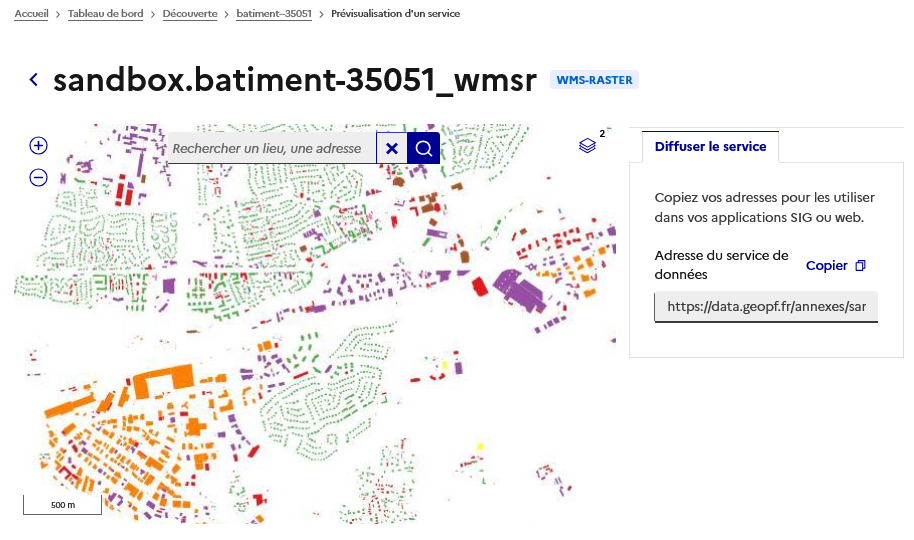 Accueil > Tableau de bord > Découverte > batiment--35051 > Prévisualisation d'un service
sandbox.batiment-35051_wmsr WMS-RASTER
Rechercher un lieu, une adresse
2
500 m
Diffuser le service
Copiez vos adresses pour les utiliser
dans vos applications SIG ou web.
Adresse du service de
données
Copier
https://data.geopf.fr/annexes/sar